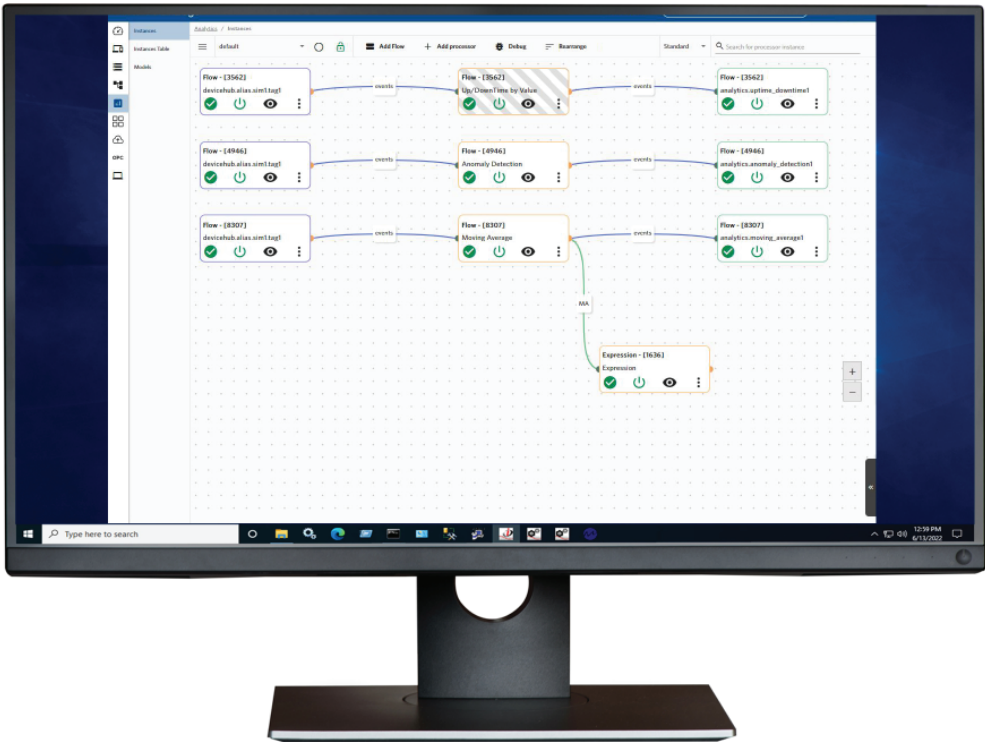 Analytics / Instances
Instances
Instances Table
Models
default
Add Flow
Add processor
Debug
Rearrange
Standard
Search for processor instance
Flow - [3562]
devicehub.alias.sim1.tag1
events
Flow - [3562]
Up/DownTime by Value
events
Flow - [3562]
analytics.uptime_downtime1
OPC
Flow - [4946]
devicehub.alias.sim1.tag1
events
Flow - [4946]
Anomaly Detection
events
Flow - [4946]
analytics.anomaly_detection1
Flow - [8307]
devicehub.alias.sim1.tag1
events
Flow - [8307]
Moving Average
events
Flow - [8307]
analytics.moving_average1
MA
Expression - [1636]
Expression
+
−
«
Type here to search
12:59 PM
6/13/2022